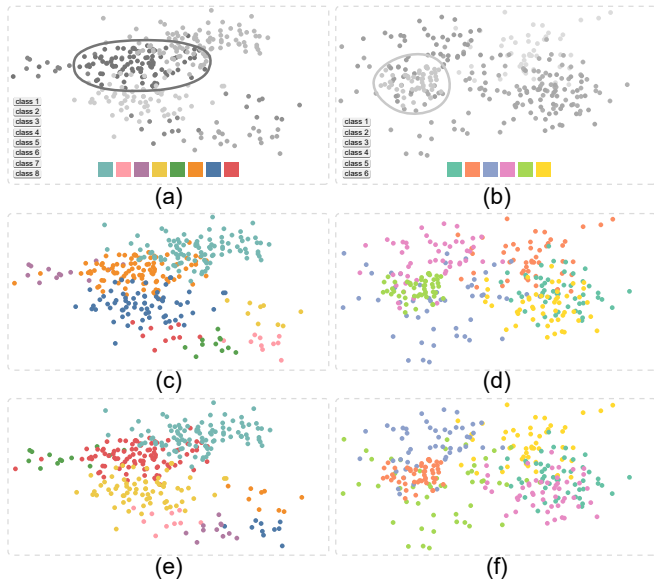 class 1
class 2
class 3
class 4
class 5
class 6
class 7
class 8
(a)
class 1
class 2
class 3
class 4
class 5
class 6
(b)
(c)
(d)
(e)
(f)